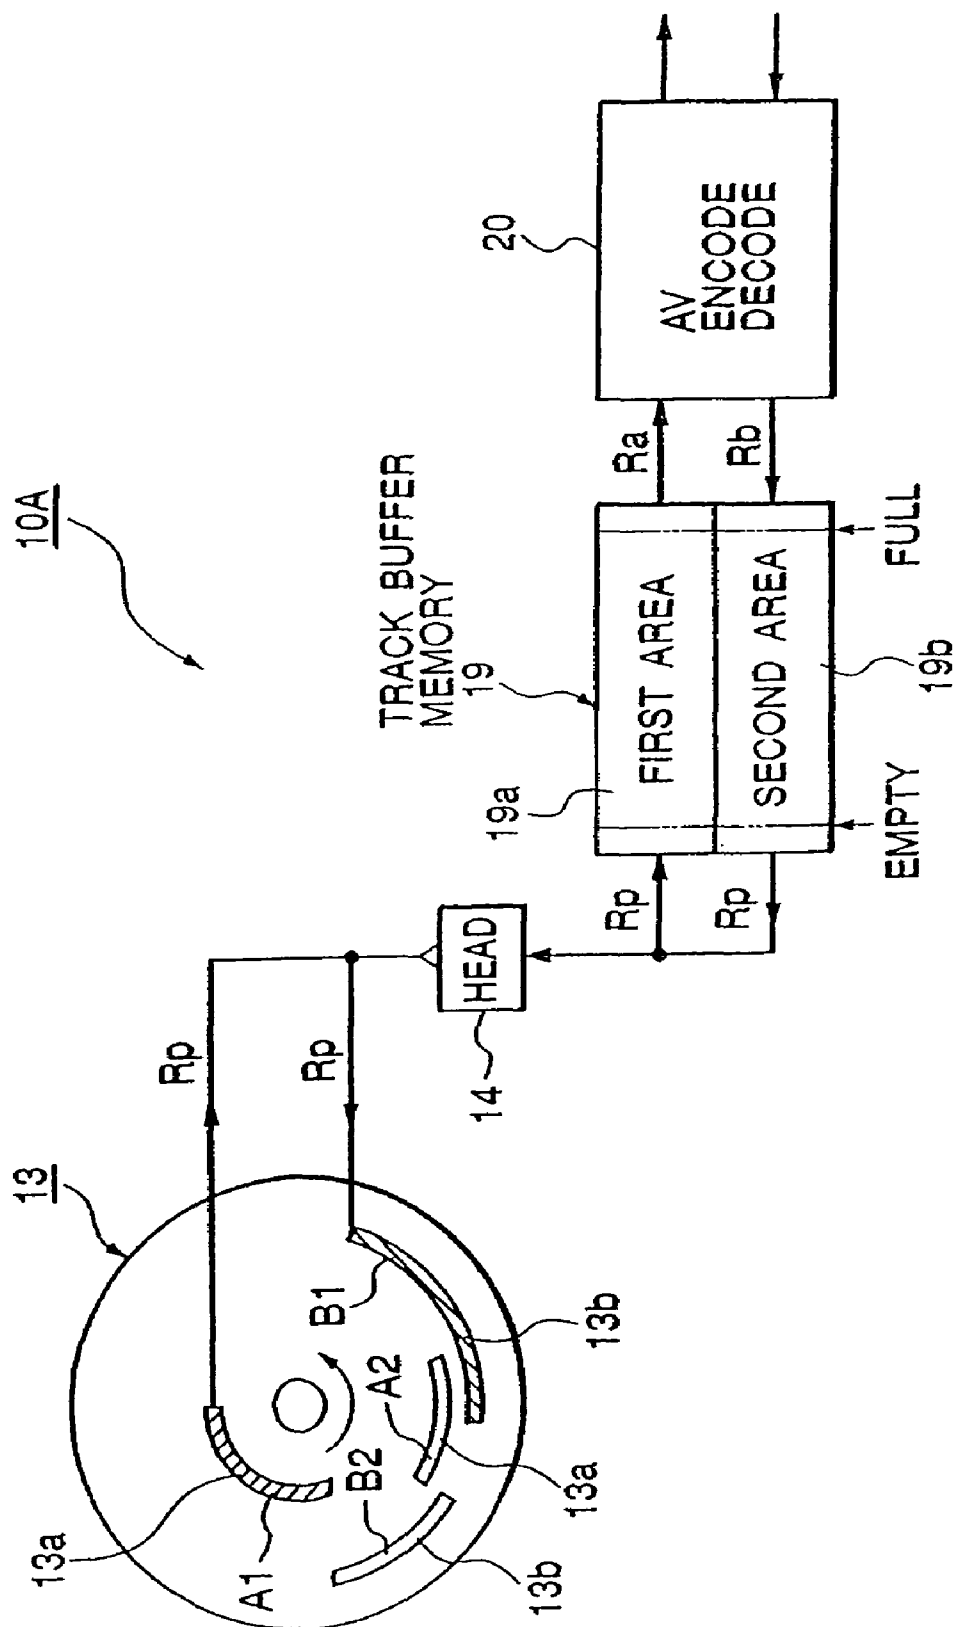 10A
13
13a
A1
B2
A2
B1
13b
13a
13b
Rp
Rp
HEAD
14
Rp
Rp
TRACK BUFFER
MEMORY
19
19a
FIRST AREA
SECOND AREA
19b
EMPTY
FULL
Ra
Rb
20
AV
ENCODE
DECODE